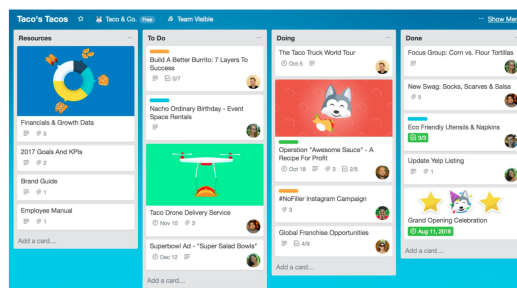 Taco's Tacos
Taco & Co. Free
Team Visible
Show Me
Resources
Financials & Growth Data
5
2017 Goals And KPIs
2
Brand Guide
1
Employee Manual
1
Add a card...
To Do
Build A Better Burrito: 7 Layers To
Success
0/7
Nacho Ordinary Birthday - Event
Space Rentals
Taco Drone Delivery Service
Nov 10 3
Superbowl Ad - "Super Salad Bowls"
Dec 12
Add a card...
Doing
The Taco Truck World Tour
Oct 5
Operation "Awesome Sauce" - A
Recipe For Profit
Oct 18 3 2/5
#NoFiller Instagram Campaign
3
Global Franchise Opportunities
4/9
Add a card...
Done
Focus Group: Corn vs. Flour Tortillas
New Swag: Socks, Scarves & Salsa
5
Eco Friendly Utensils & Napkins
3/3
Update Yelp Listing
1
Grand Opening Celebration
Aug 11, 2016
Add a card...